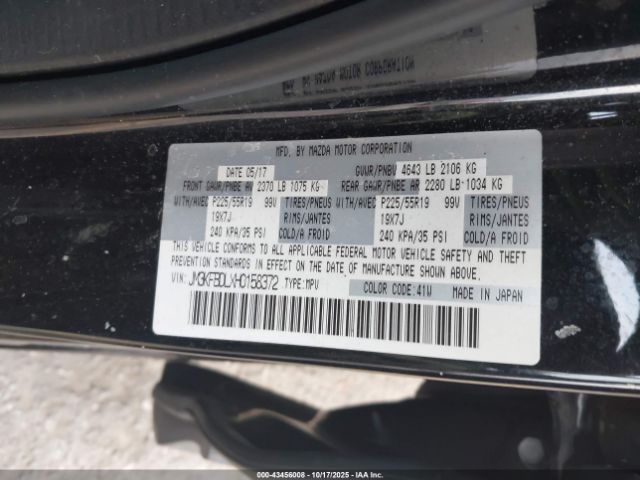 MFD. BY MAZDA MOTOR CORPORATION
DATE 05/17 GVWR/PNBV 4643 LB 2106 KG
FRONT GAWR/PNBE AV 2370 LB 1075 KG REAR GAWR/PNBE AR 2280 LB 1034 KG
WITH/AVEC P225/55R19 99V TIRES/PNEUS WITH/AVEC P225/55R19 99V TIRES/PNEUS
19X7J RIMS/JANTES 19X7J RIMS/JANTES
240 KPA/35 PSI COLD/A FROID 240 KPA/35 PSI COLD/A FROID
THIS VEHICLE CONFORMS TO ALL APPLICABLE FEDERAL MOTOR VEHICLE SAFETY AND THEFT
PREVENTION STANDARDS IN EFFECT ON THE DATE OF MANUFACTURE SHOWN ABOVE.
VIN: JM3KFBDLXH0158372 TYPE: MPV COLOR CODE: 41W MADE IN JAPAN
000-43456008 - 10/17/2025 - IAAI.COM